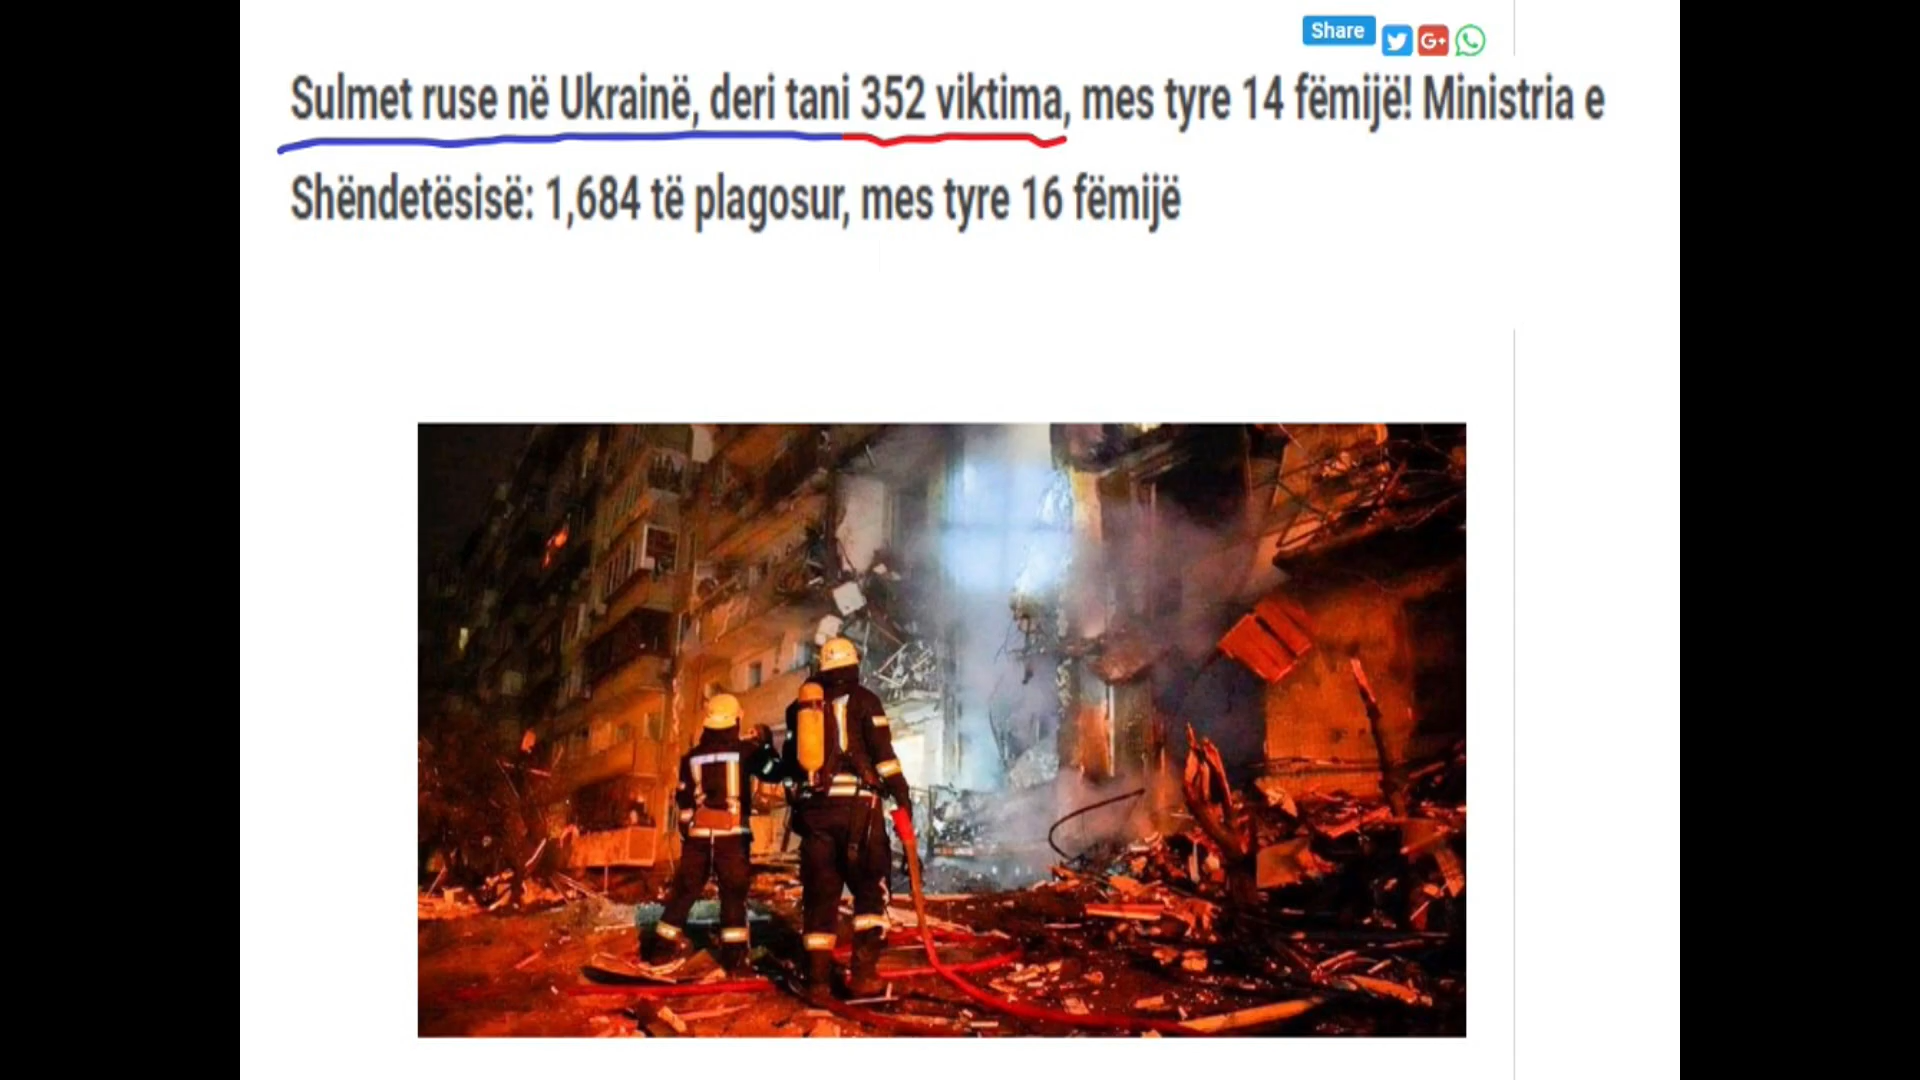 Share
G+
Sulmet ruse në Ukrainë, deri tani 352 viktima, mes tyre 14 fëmijë! Ministria e
Shëndetësisë: 1,684 të plagosur, mes tyre 16 fëmijë